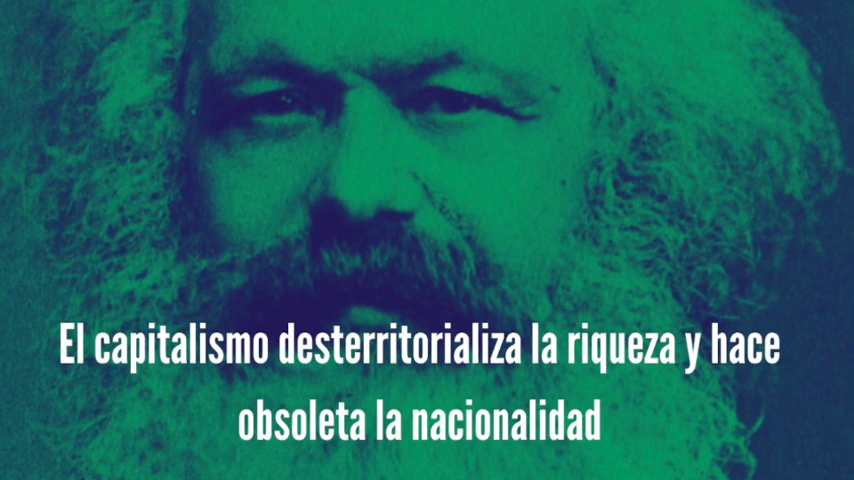 El capitalismo desterritorializa la riqueza y hace
obsoleta la nacionalidad